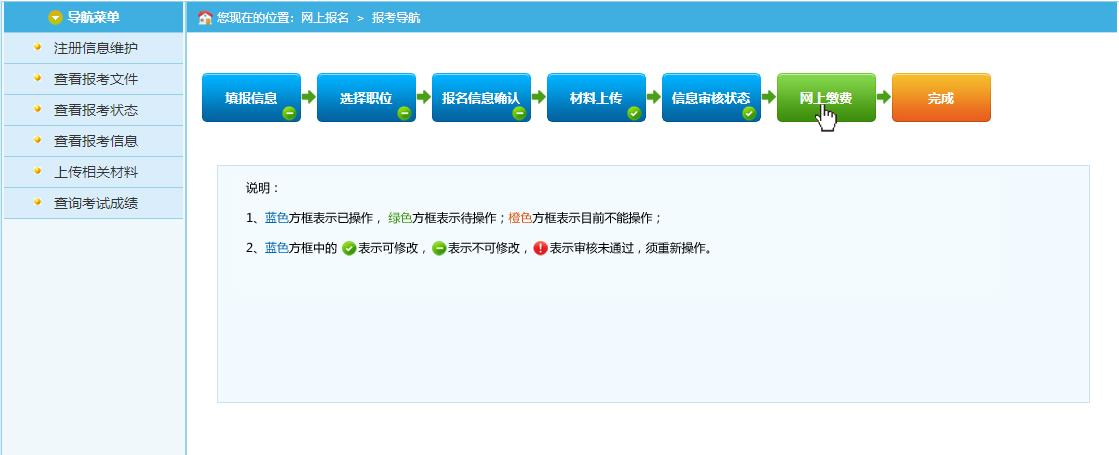 导航菜单
您现在的位置：网上报名 > 报考导航
注册信息维护
查看报考文件
查看报考状态
查看报考信息
上传相关材料
查询考试成绩
填报信息
选择职位
报名信息确认
材料上传
信息审核状态
网上缴费
完成
说明：
1、蓝色方框表示已操作，绿色方框表示待操作；橙色方框表示目前不能操作；
2、蓝色方框中的 表示可修改， 表示不可修改， 表示审核未通过，须重新操作。